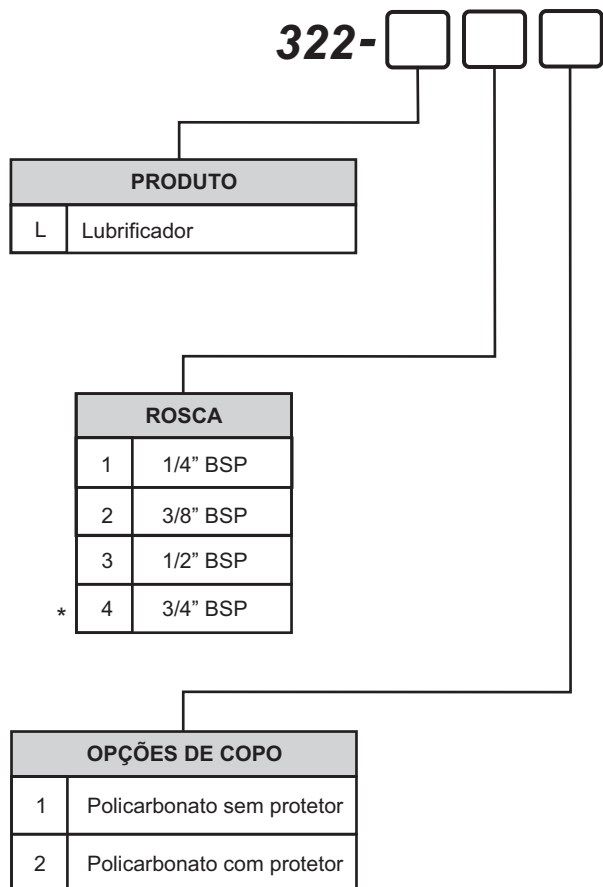 322-
PRODUTO
L Lubrificador
ROSCA
1 1/4” BSP
2 3/8” BSP
3 1/2” BSP
* 4 3/4” BSP
OPÇÕES DE COPO
1 Policarbonato sem protetor
2 Policarbonato com protetor